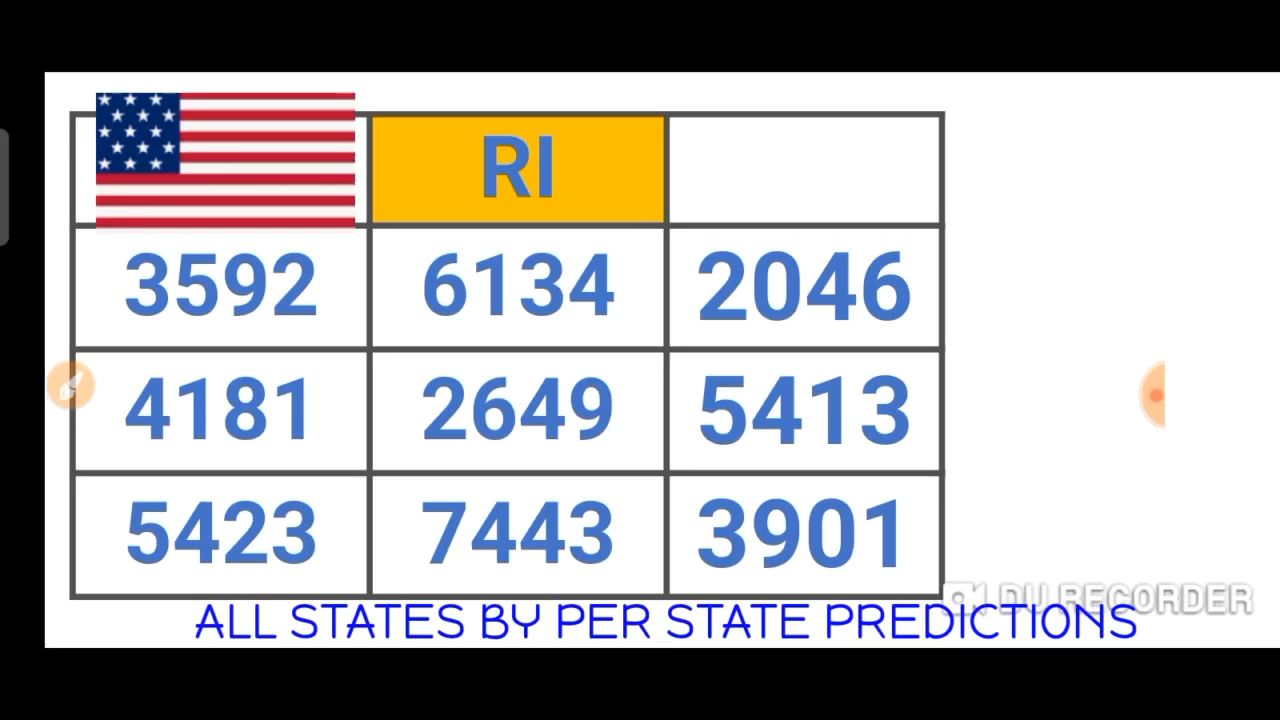 RI
3592 6134 2046
4181 2649 5413
5423 7443 3901
DU RECORDER
ALL STATES BY PER STATE PREDICTIONS